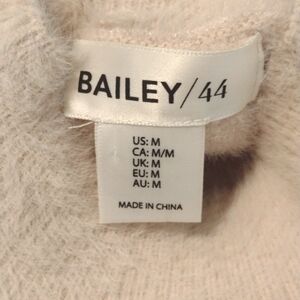 BAILEY/44
US: M
CA: M/M
UK: M
EU: M
AU: M
MADE IN CHINA